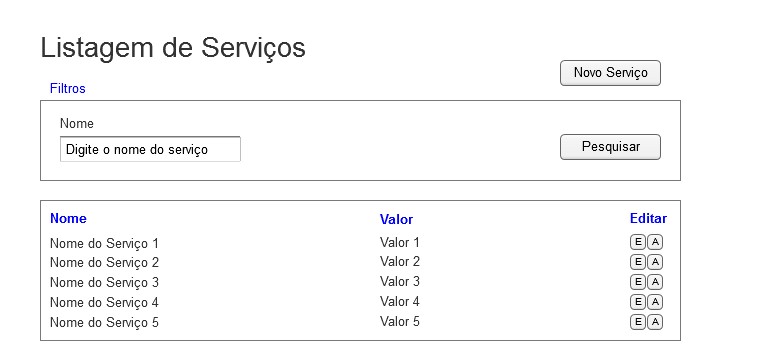 Listagem de Serviços
Novo Serviço
Filtros
Nome
Digite o nome do serviço
Pesquisar
Nome Valor Editar
Nome do Serviço 1 Valor 1 E A
Nome do Serviço 2 Valor 2 E A
Nome do Serviço 3 Valor 3 E A
Nome do Serviço 4 Valor 4 E A
Nome do Serviço 5 Valor 5 E A